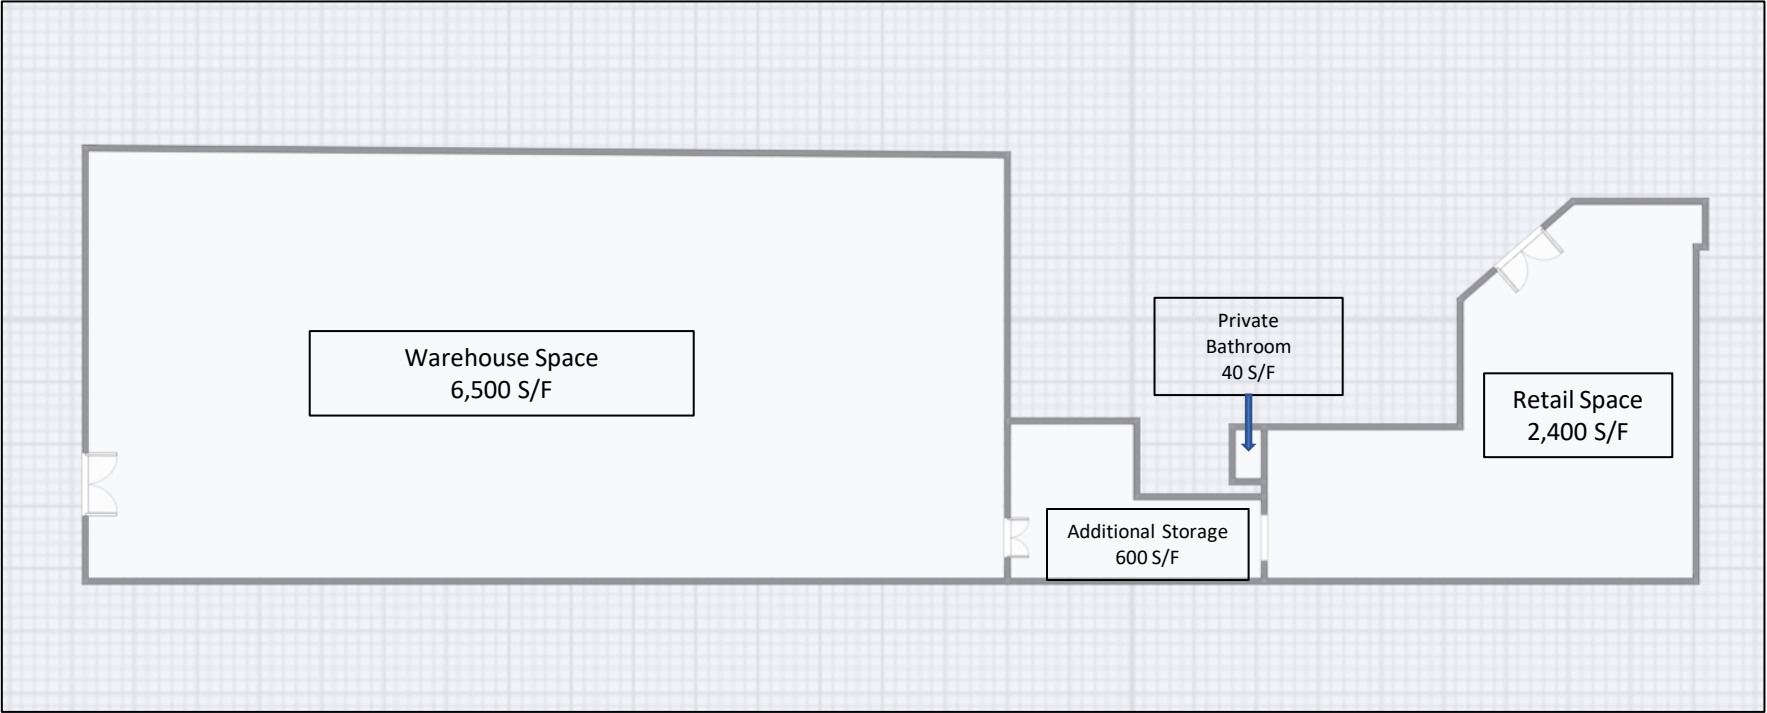 Warehouse Space
6,500 S/F
Private
Bathroom
40 S/F
Retail Space
2,400 S/F
Additional Storage
600 S/F